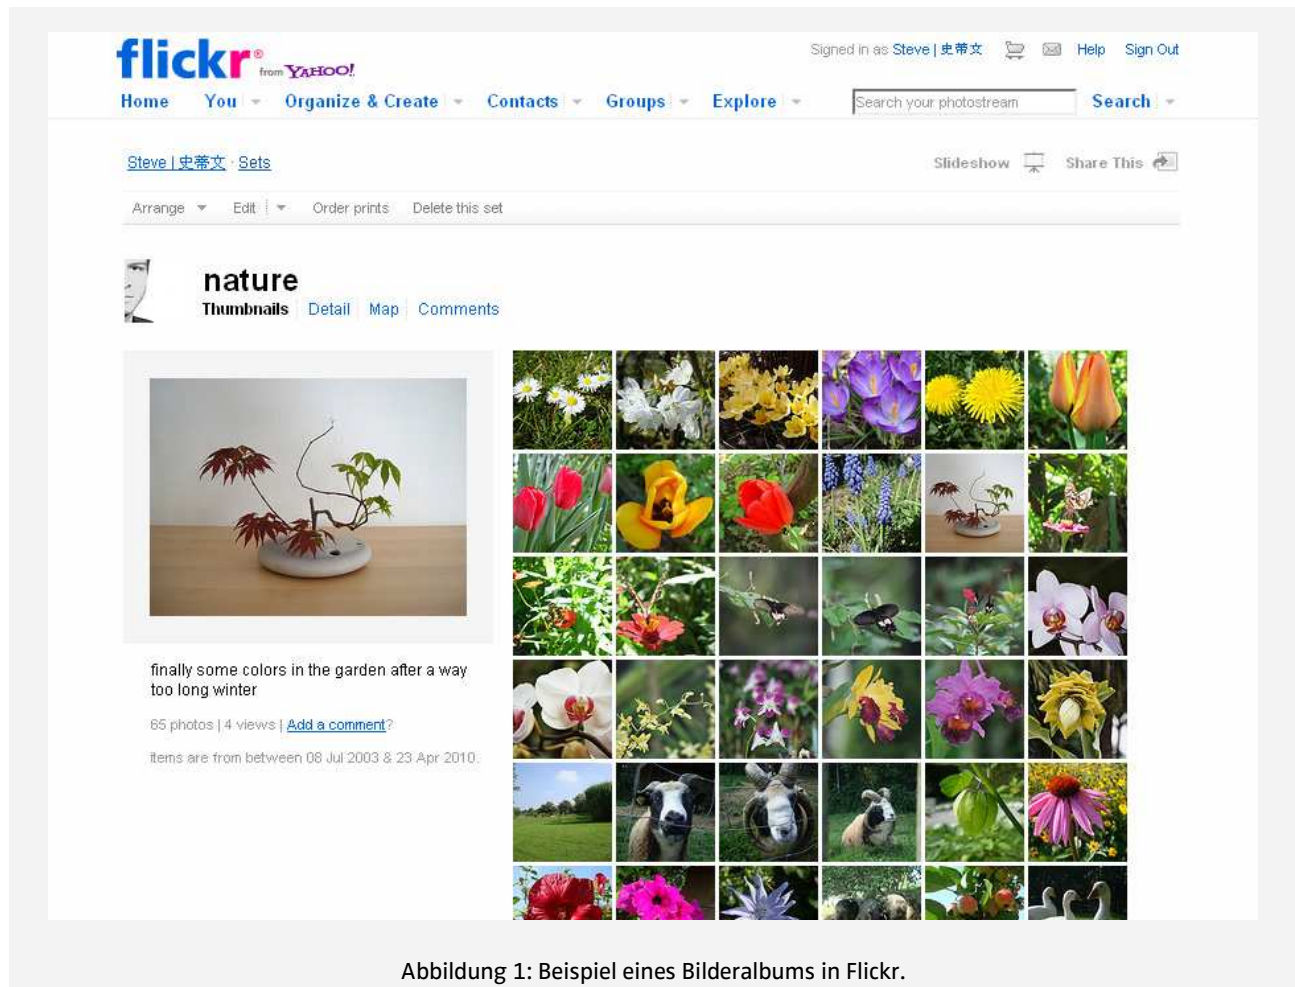 flickr® from YAHOO!
Signed in as Steve | 史蒂文 Help Sign Out
Home You Organize & Create Contacts Groups Explore Search your photostream Search
Steve | 史蒂文 · Sets
Slideshow Share This
Arrange Edit Order prints Delete this set
nature
Thumbnails Detail Map Comments
finally some colors in the garden after a way
too long winter
65 photos | 4 views | Add a comment?
items are from between 08 Jul 2003 & 23 Apr 2010.
Abbildung 1: Beispiel eines Bilderalbums in Flickr.